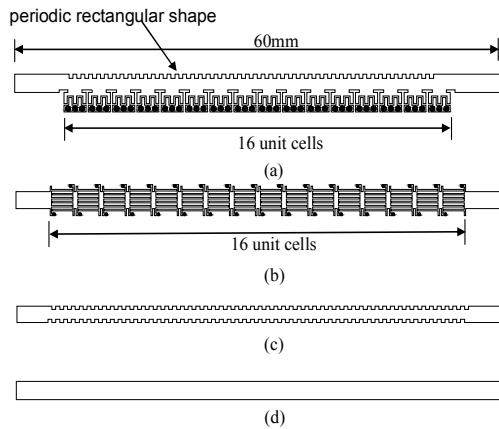 periodic rectangular shape
60mm
16 unit cells
(a)
16 unit cells
(b)
(c)
(d)